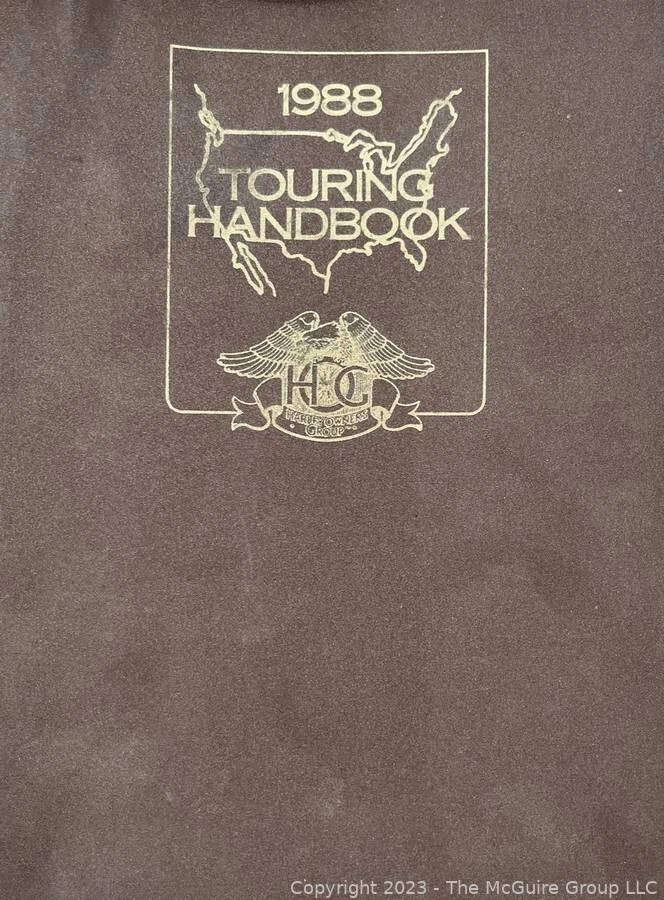 1988
TOURING
HANDBOOK
HOG
HARLEY OWNERS
GROUP
Copyright 2023 - The McGuire Group LLC